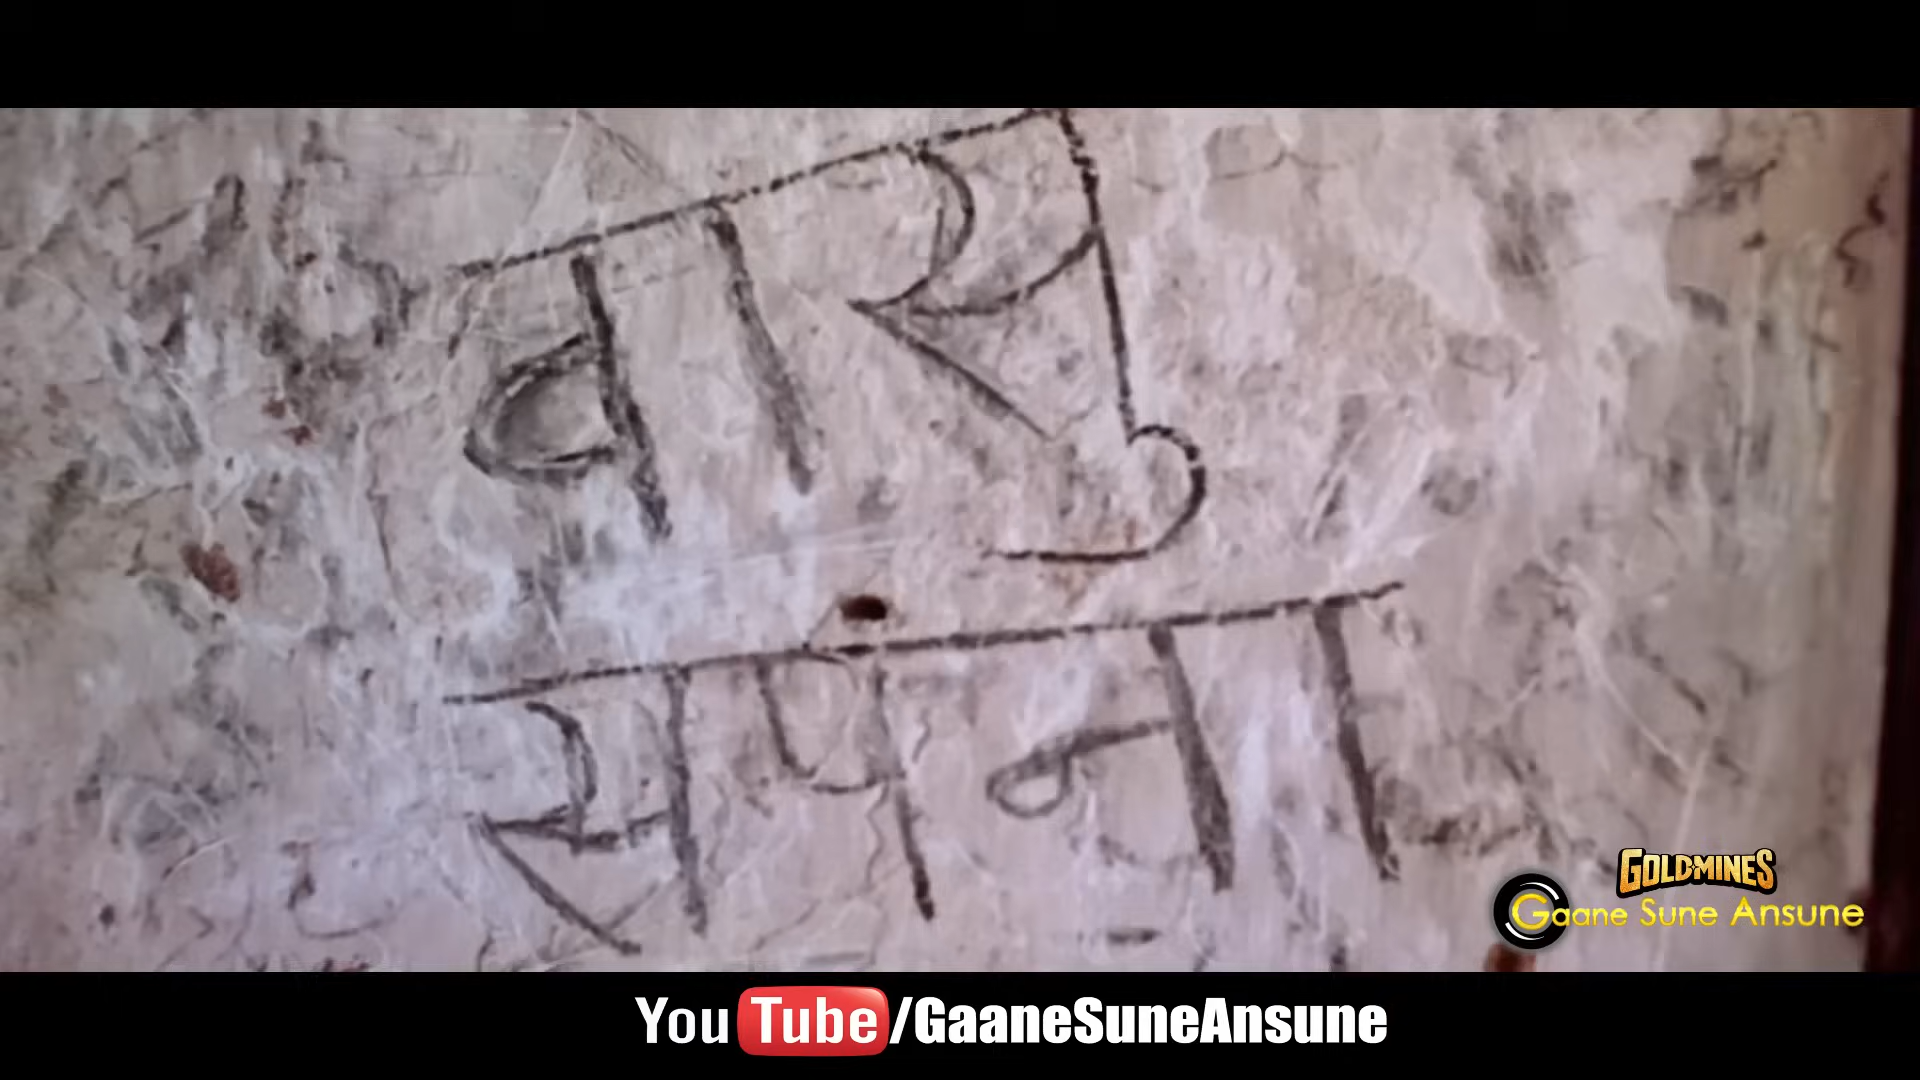 वासु
सपना
GOLDMINES
Gaane Sune Ansune
YouTube/GaaneSuneAnsune